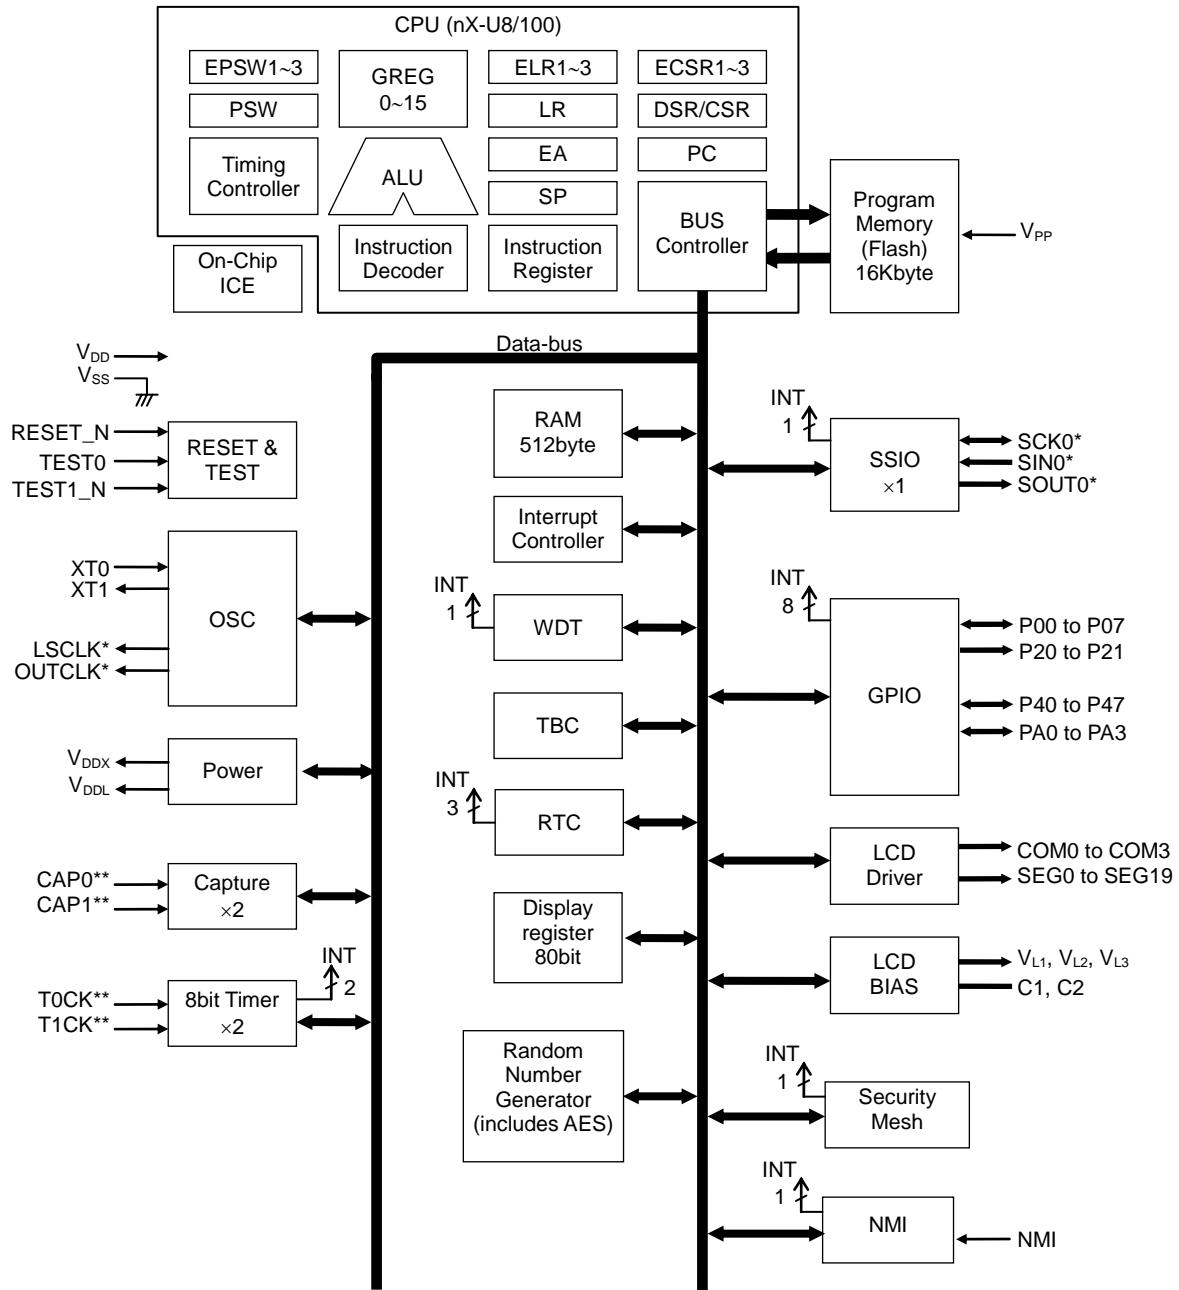 CPU (nX-U8/100)
EPSW1~3
GREG
0~15
ELR1~3
ECSR1~3
PSW
LR
DSR/CSR
Timing
Controller
ALU
EA
PC
SP
BUS
Controller
Program
Memory
(Flash)
16Kbyte
VPP
On-Chip
ICE
Instruction
Decoder
Instruction
Register
Data-bus
VDD
VSS
RESET_N
TEST0
TEST1_N
RESET &
TEST
RAM
512byte
INT
1
SSIO
×1
SCK0*
SIN0*
SOUT0*
Interrupt
Controller
XT0
XT1
LSCLK*
OUTCLK*
OSC
INT
1
WDT
INT
8
GPIO
P00 to P07
P20 to P21
P40 to P47
PA0 to PA3
TBC
VDDX
VDDL
Power
INT
3
RTC
LCD
Driver
COM0 to COM3
SEG0 to SEG19
CAP0**
CAP1**
Capture
×2
Display
register
80bit
LCD
BIAS
VL1, VL2, VL3
C1, C2
T0CK**
T1CK**
8bit Timer
×2
INT
2
Random
Number
Generator
(includes AES)
INT
1
Security
Mesh
INT
1
NMI
NMI